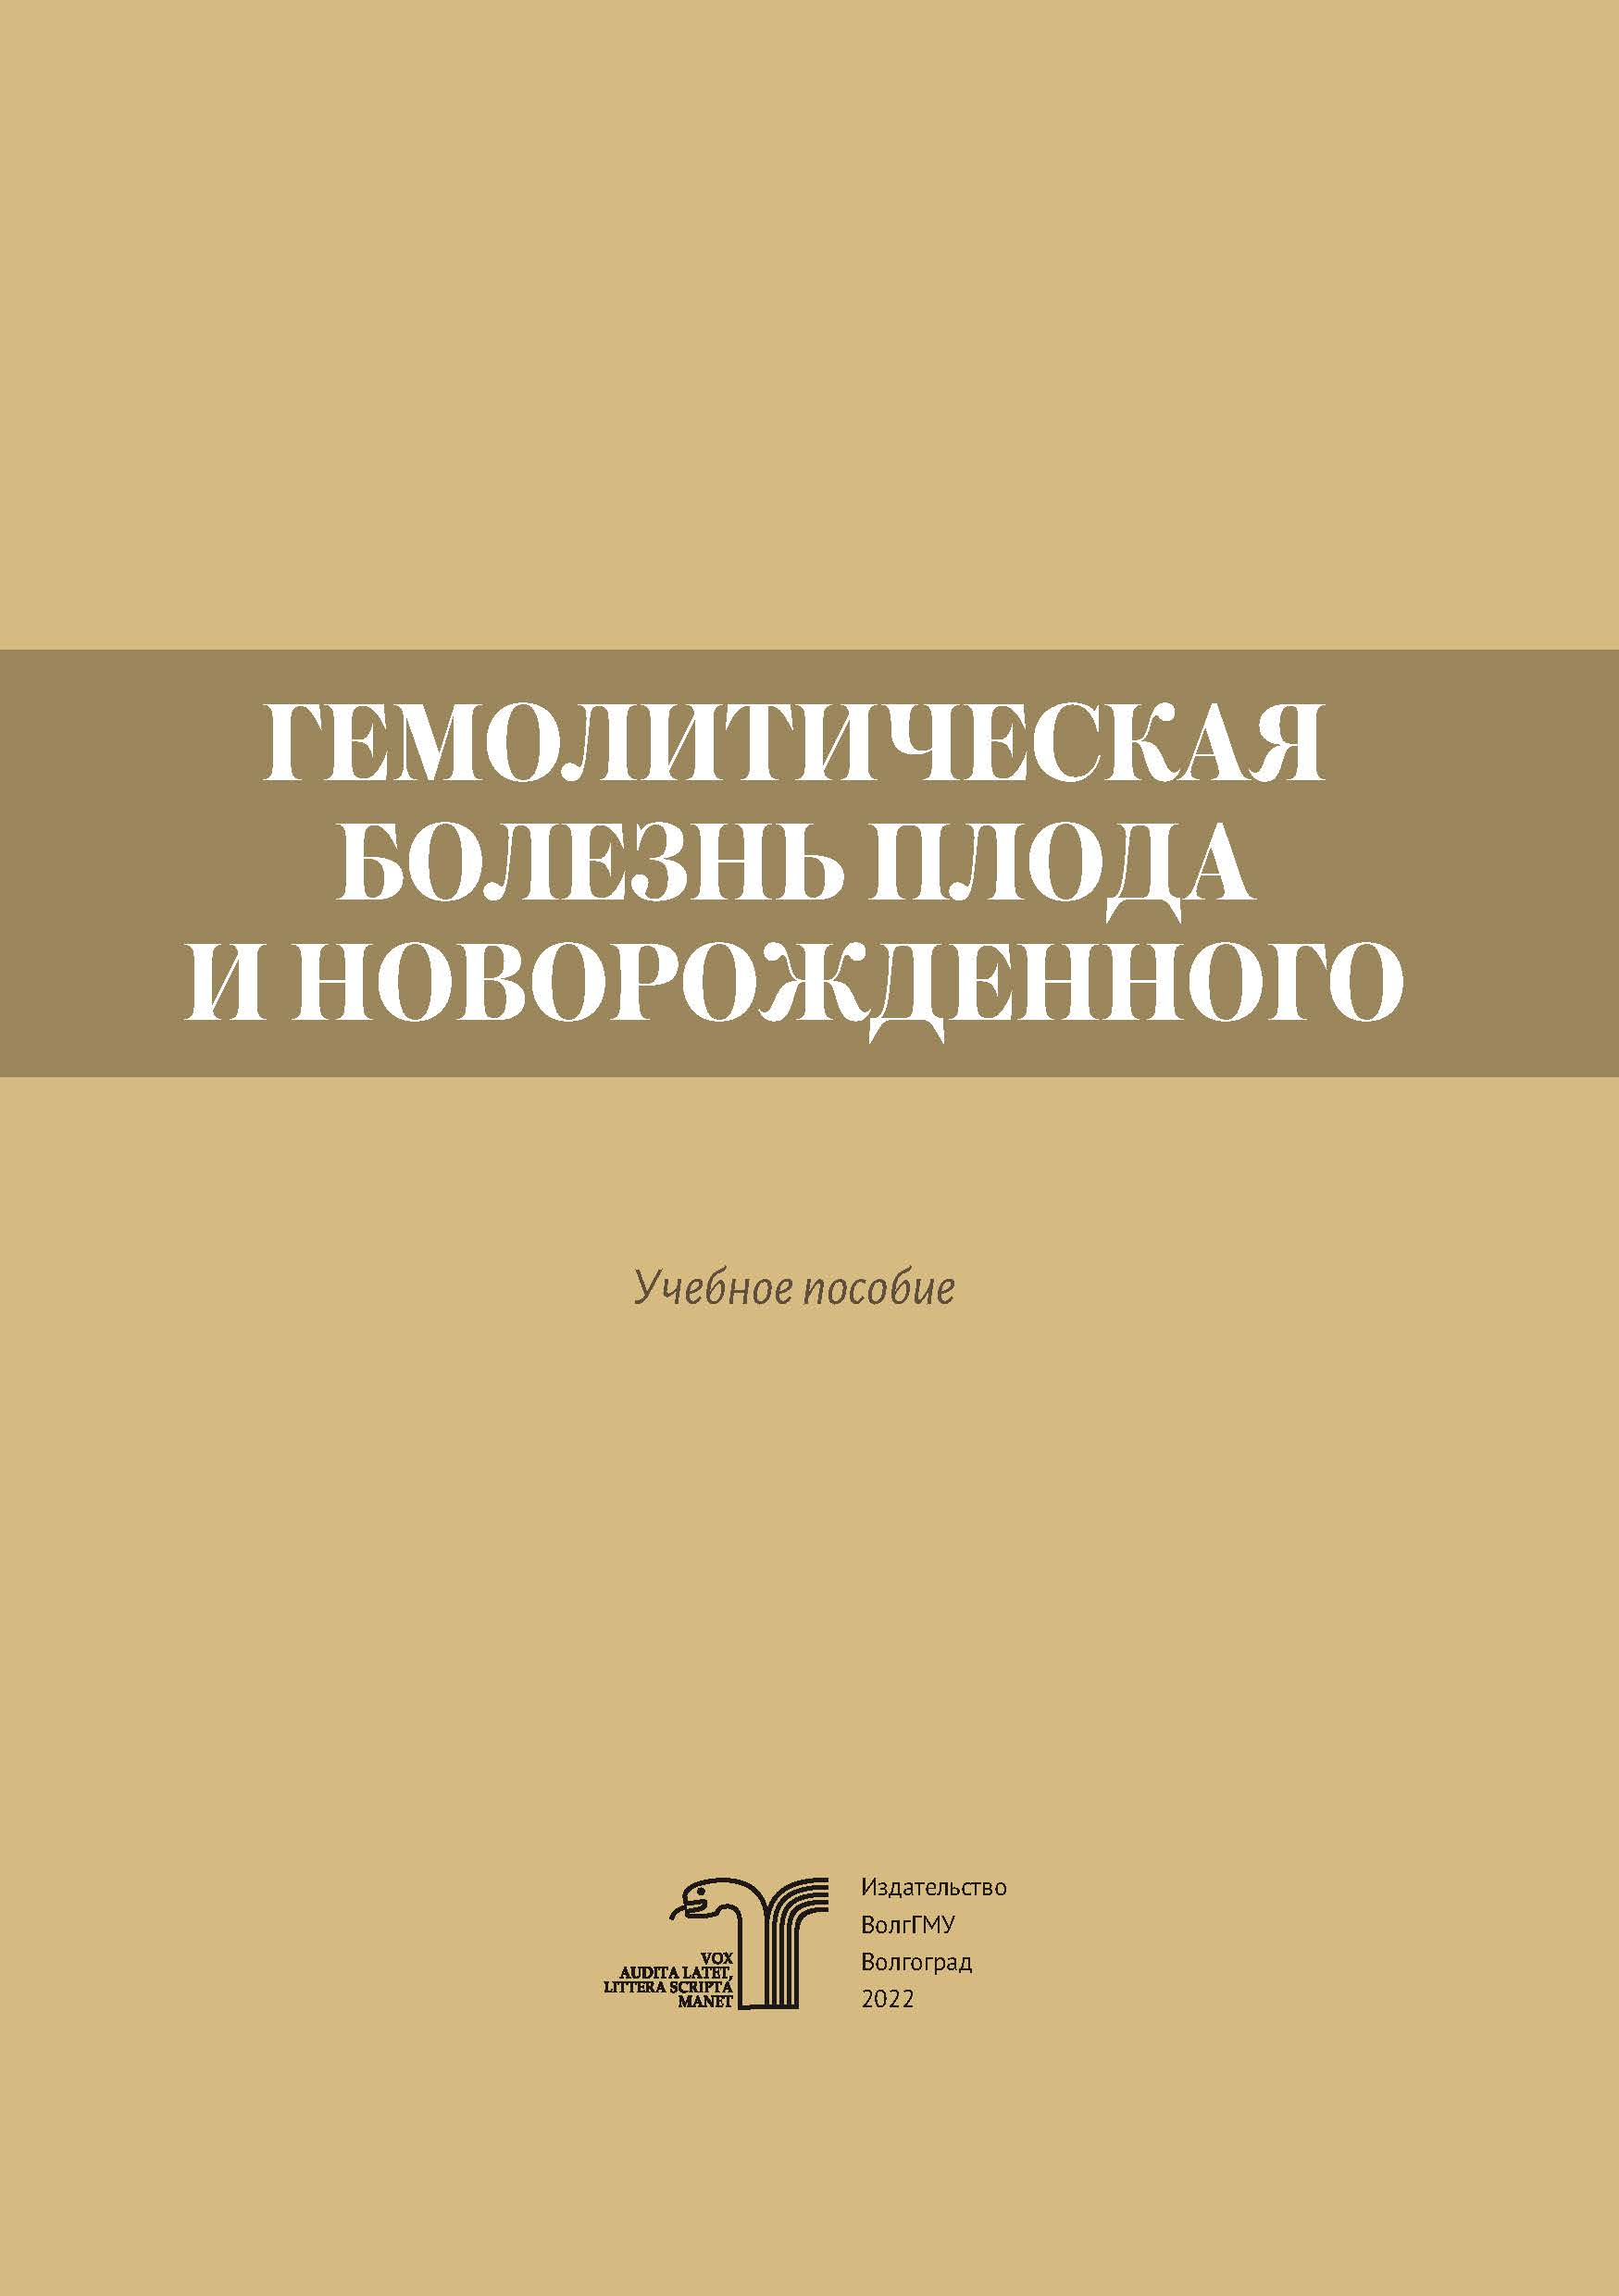 ГЕМОЛИТИЧЕСКАЯ
БОЛЕЗНЬ ПЛОДА
И НОВОРОЖДЕННОГО
Учебное пособие
VOX
AUDITA LATET,
LITTERA SCRIPTA
MANET
Издательство
ВолгГМУ
Волгоград
2022